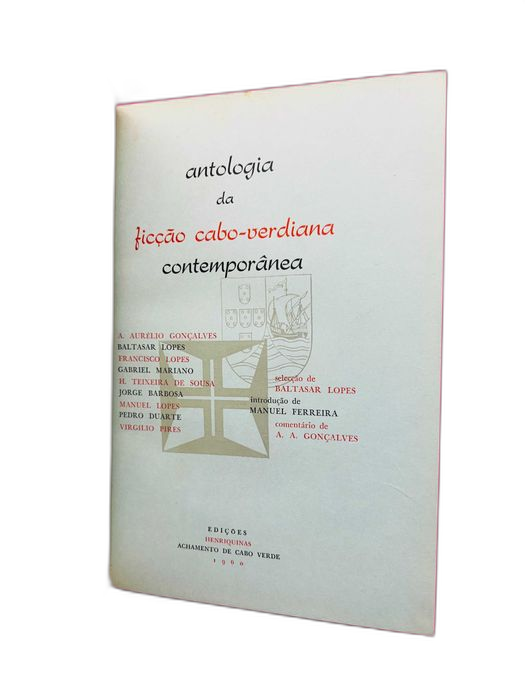 antologia
da
ficção cabo-verdiana
contemporânea
A. AURÉLIO GONÇALVES
BALTASAR LOPES
FRANCISCO LOPES
GABRIEL MARIANO
H. TEIXEIRA DE SOUSA
JORGE BARBOSA
MANUEL LOPES
PEDRO DUARTE
VIRGILIO PIRES
selecção de
BALTASAR LOPES
introdução de
MANUEL FERREIRA
comentário de
A. A. GONÇALVES
EDIÇÕES
HENRIQUINAS
ACHAMENTO DE CABO VERDE
1960